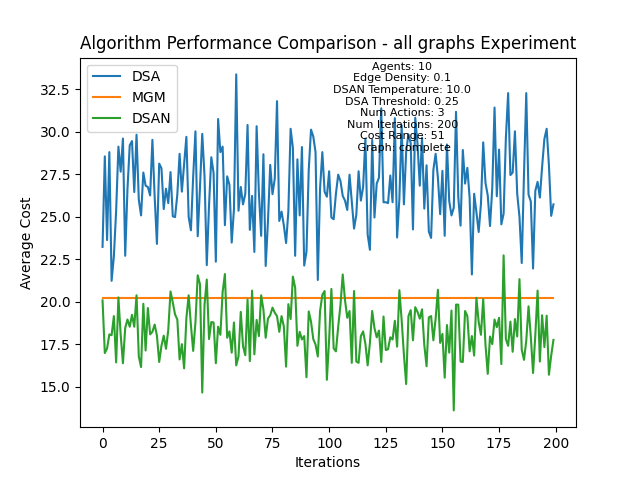 Algorithm Performance Comparison - all graphs Experiment
DSA
MGM
DSAN
Agents: 10
Edge Density: 0.1
DSAN Temperature: 10.0
DSA Threshold: 0.25
Num Actions: 3
Num Iterations: 200
Cost Range: 51
Graph: complete
Average Cost
32.5
30.0
27.5
25.0
22.5
20.0
17.5
15.0
0 25 50 75 100 125 150 175 200
Iterations